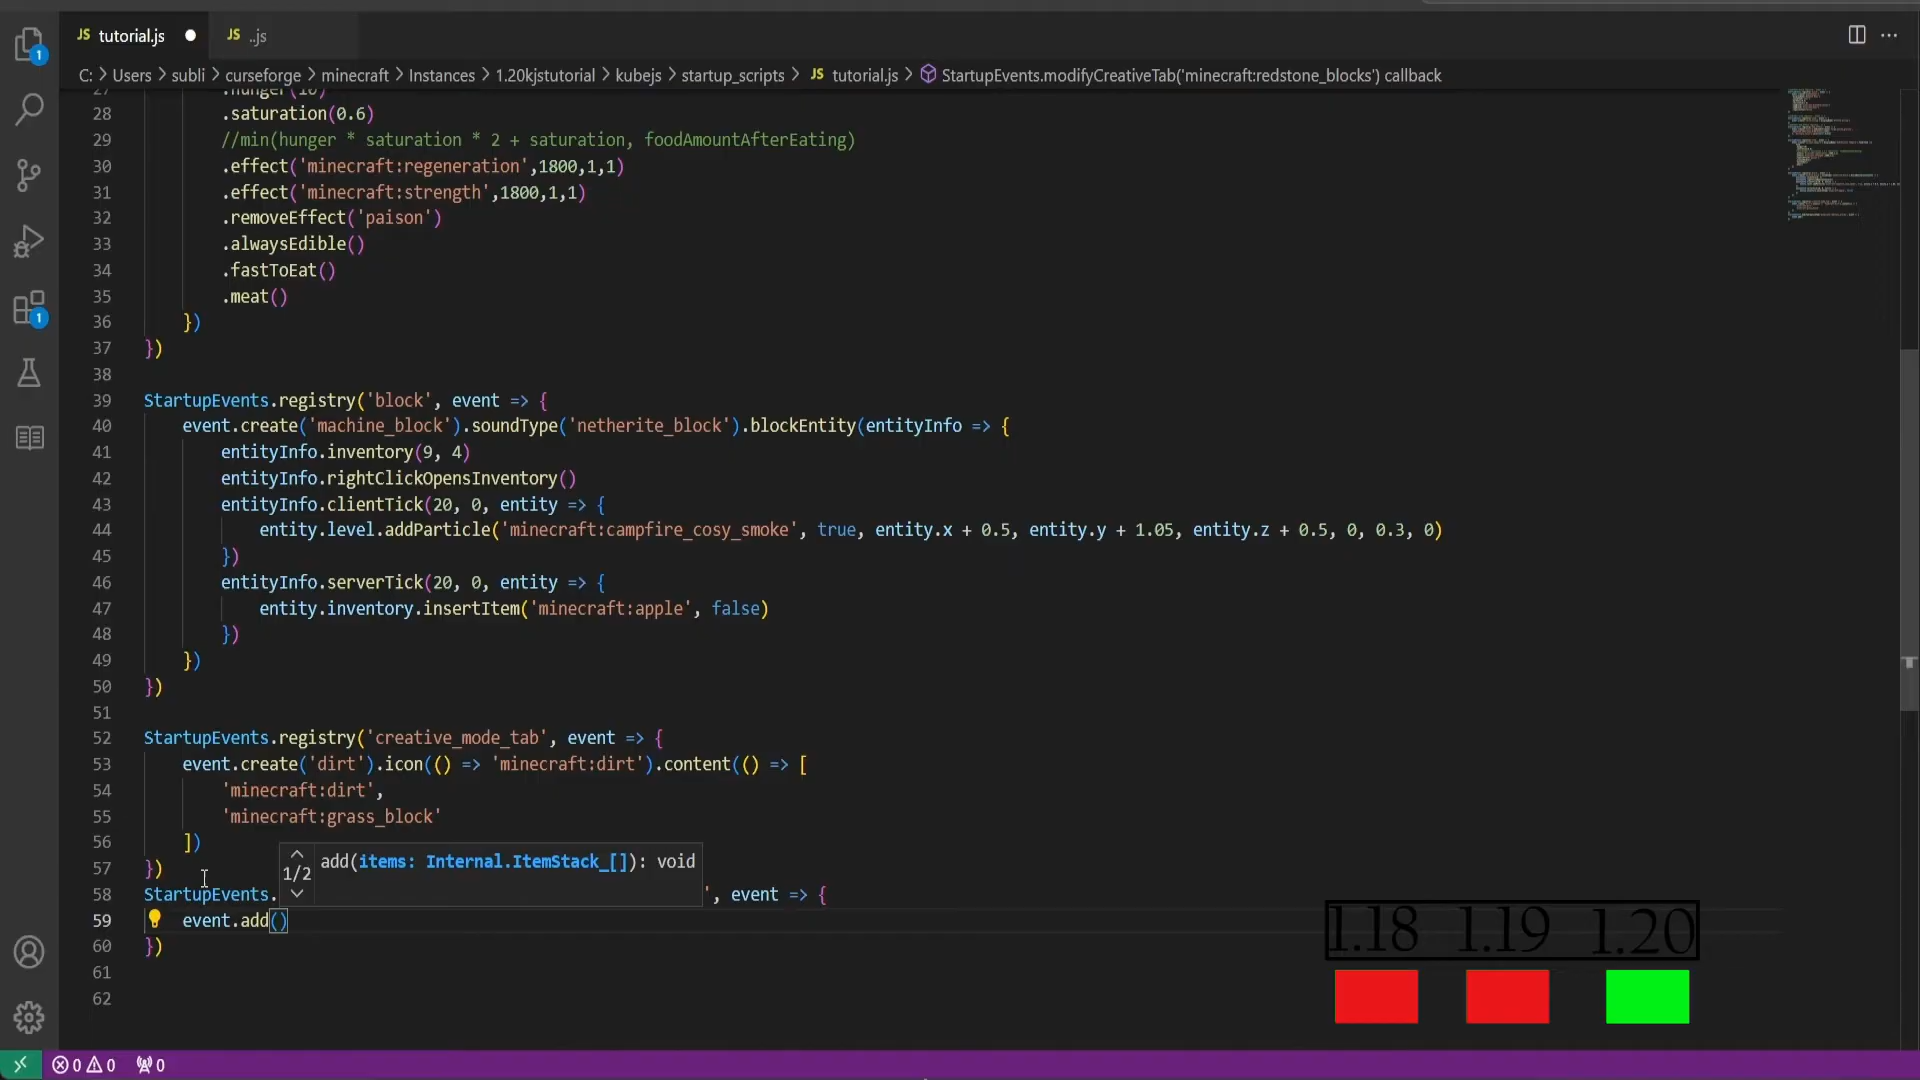 JS tutorial.js JS ..js
C: > Users > subli > curseforge > minecraft > Instances > 1.20kjstutorial > kubejs > startup_scripts > JS tutorial.js > StartupEvents.modifyCreativeTab('minecraft:redstone_blocks') callback
27 .hunger(10)
28 .saturation(0.6)
29 //min(hunger * saturation * 2 + saturation, foodAmountAfterEating)
30 .effect('minecraft:regeneration',1800,1,1)
31 .effect('minecraft:strength',1800,1,1)
32 .removeEffect('paison')
33 .alwaysEdible()
34 .fastToEat()
35 .meat()
36 })
37 })
38
39 StartupEvents.registry('block', event => {
40 event.create('machine_block').soundType('netherite_block').blockEntity(entityInfo => {
41 entityInfo.inventory(9, 4)
42 entityInfo.rightClickOpensInventory()
43 entityInfo.clientTick(20, 0, entity => {
44 entity.level.addParticle('minecraft:campfire_cosy_smoke', true, entity.x + 0.5, entity.y + 1.05, entity.z + 0.5, 0, 0.3, 0)
45 })
46 entityInfo.serverTick(20, 0, entity => {
47 entity.inventory.insertItem('minecraft:apple', false)
48 })
49 })
50 })
51
52 StartupEvents.registry('creative_mode_tab', event => {
53 event.create('dirt').icon(() => 'minecraft:dirt').content(() => [
54 'minecraft:dirt',
55 'minecraft:grass_block'
56 ])
1/2 add(items: Internal.ItemStack_[]): void
57 })
58 StartupEvents. ', event => {
59 event.add()
60 })
61
62
1.18 1.19 1.20
0 0 0
1
1